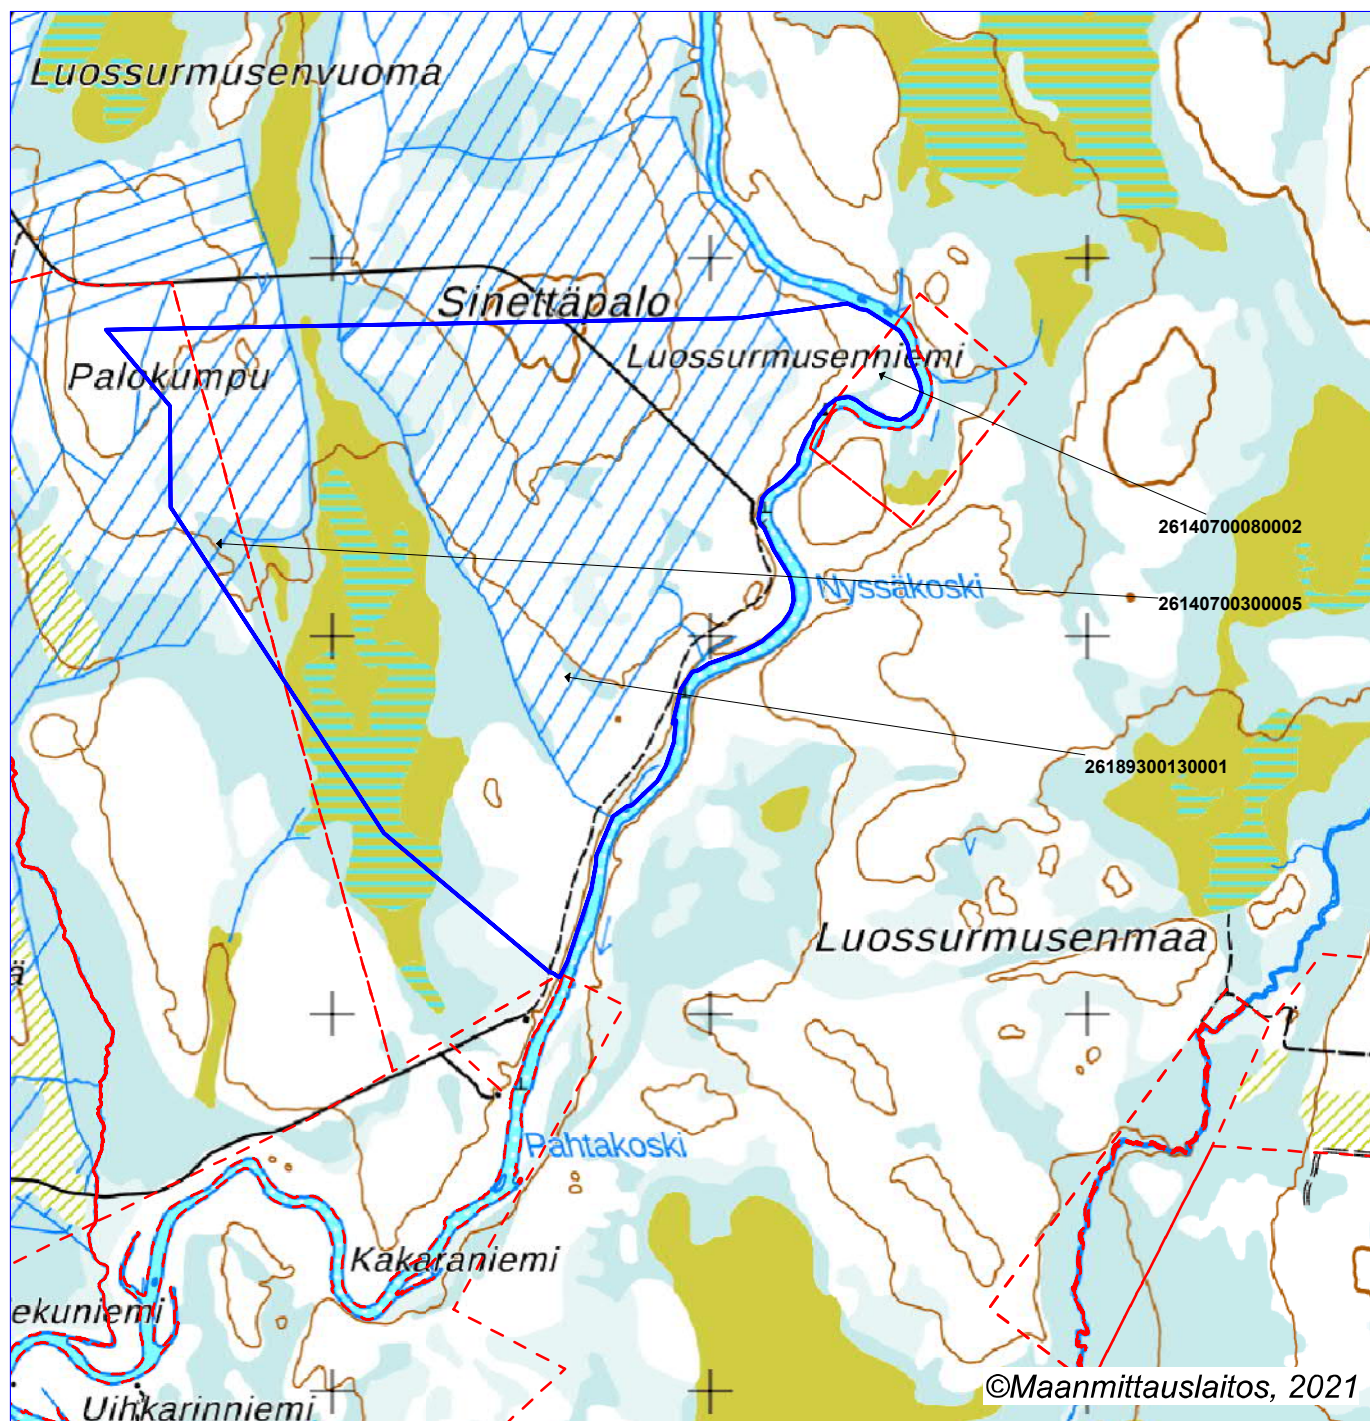 Luossurmusenvuoma
Sinettäpalo
Luossurmusenniemi
Palokumpu
26140700080002
Nyssäkoski
26140700300005
26189300130001
Luossurmusenmaa
ä
Pahtakoski
Kakaraniemi
ekuniemi
Uihkarinniemi
©Maanmittauslaitos, 2021